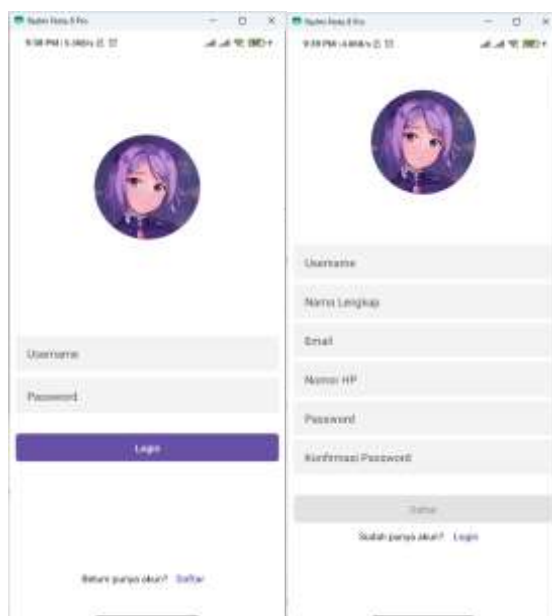 Redmi Note 8 Pro
Username
Password
Login
Belum punya akun? Daftar
Redmi Note 8 Pro
Username
Nama Lengkap
Email
Nomor HP
Password
Konfirmasi Password
Daftar
Sudah punya akun? Login